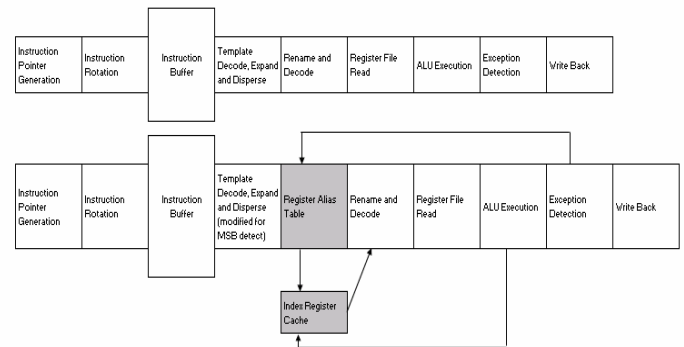 Instruction
Pointer
Generation
Instruction
Rotation
Instruction
Buffer
Template
Decode, Expand
and Disperse
Rename and
Decode
Register File
Read
ALU Execution
Exception
Detection
Write Back
Instruction
Pointer
Generation
Instruction
Rotation
Instruction
Buffer
Template
Decode, Expand
and Disperse
(modified for
MSB detect)
Register Alias
Table
Rename and
Decode
Register File
Read
ALU Execution
Exception
Detection
Write Back
Index Register
Cache